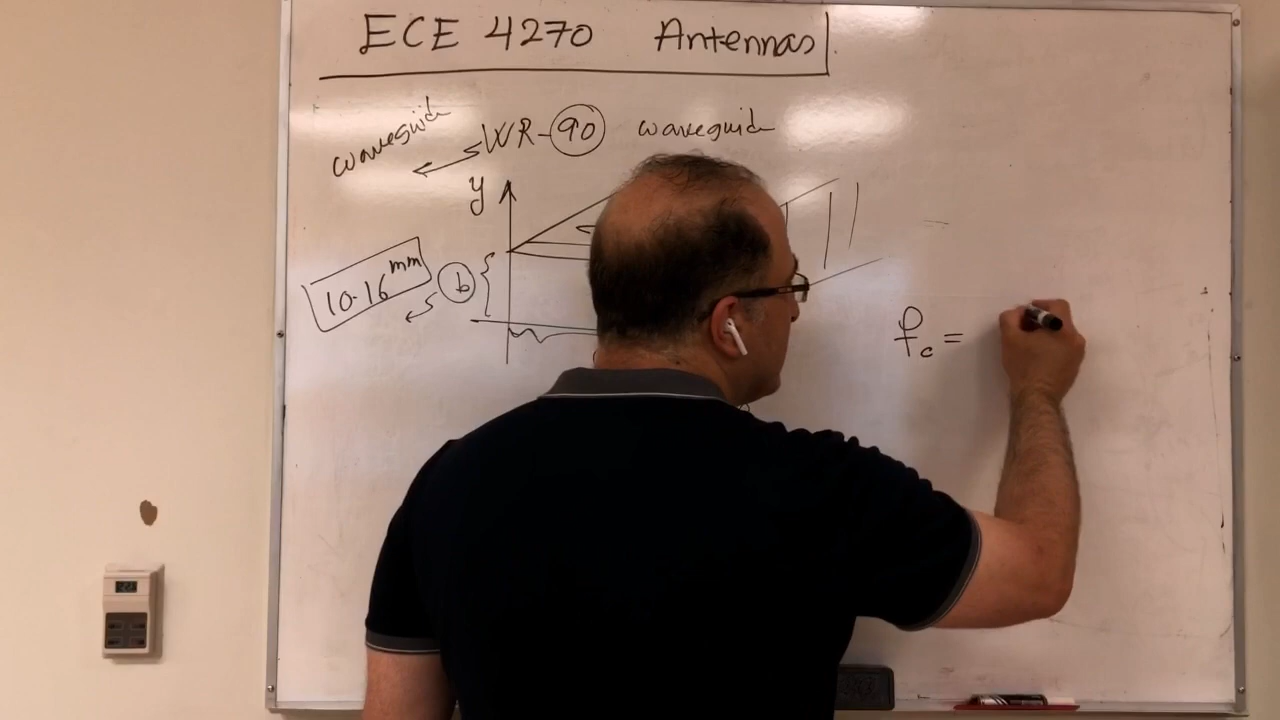 ECE 4270 Antennas
waveguide
WR-90 waveguide
y
10.16 mm
b
fc =